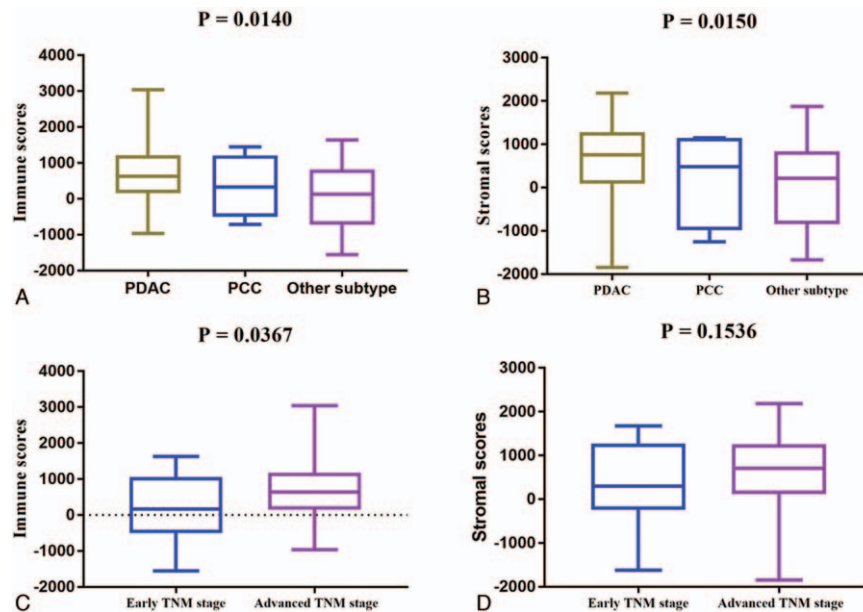 P = 0.0140
Immune scores
4000
3000
2000
1000
0
-1000
-2000
PDAC PCC Other subtype
A
P = 0.0150
Stromal scores
3000
2000
1000
0
-1000
-2000
PDAC PCC Other subtype
B
P = 0.0367
Immune scores
4000
3000
2000
1000
0
-1000
-2000
Early TNM stage Advanced TNM stage
C
P = 0.1536
Stromal scores
3000
2000
1000
0
-1000
-2000
Early TNM stage Advanced TNM stage
D